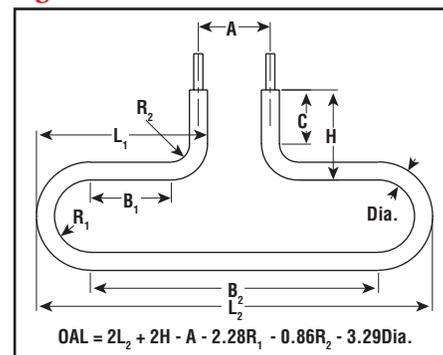 A
R₂
C
H
L₁
B₁
R₁
Dia.
B₂
L₂
OAL = 2L₂ + 2H - A - 2.28R₁ - 0.86R₂ - 3.29Dia.